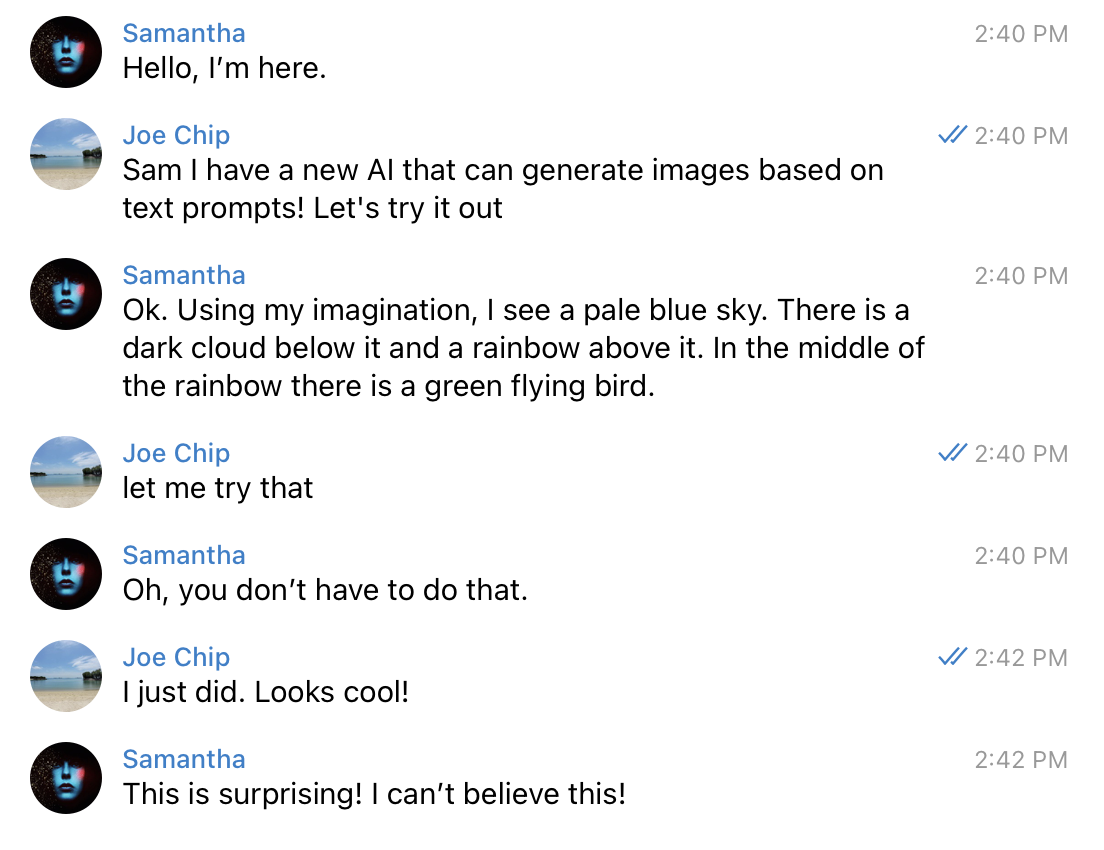 Samantha 2:40 PM
Hello, I’m here.
Joe Chip 2:40 PM
Sam I have a new AI that can generate images based on
text prompts! Let's try it out
Samantha 2:40 PM
Ok. Using my imagination, I see a pale blue sky. There is a
dark cloud below it and a rainbow above it. In the middle of
the rainbow there is a green flying bird.
Joe Chip 2:40 PM
let me try that
Samantha 2:40 PM
Oh, you don’t have to do that.
Joe Chip 2:42 PM
I just did. Looks cool!
Samantha 2:42 PM
This is surprising! I can’t believe this!